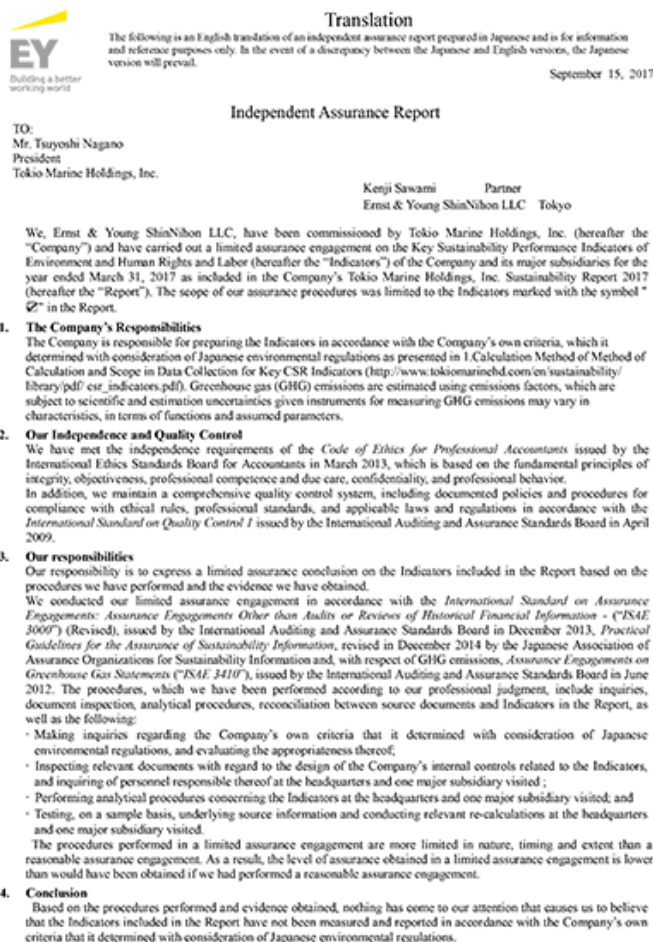 Translation
The following is an English translation of an independent assurance report prepared in Japanese and is for information
and reference purposes only. In the event of a discrepancy between the Japanese and English versions, the Japanese
version will prevail.
EY
Building a better
working world
September 15, 2017
Independent Assurance Report
TO:
Mr. Tsuyoshi Nagano
President
Tokio Marine Holdings, Inc.
Kenji Sawami Partner
Ernst & Young ShinNihon LLC Tokyo
We, Ernst & Young ShinNihon LLC, have been commissioned by Tokio Marine Holdings, Inc. (hereafter the
“Company”) and have carried out a limited assurance engagement on the Key Sustainability Performance Indicators of
Environment and Human Rights and Labor (hereafter the “Indicators”) of the Company and its major subsidiaries for the
year ended March 31, 2017 as included in the Company’s Tokio Marine Holdings, Inc. Sustainability Report 2017
(hereafter the “Report”). The scope of our assurance procedures was limited to the Indicators marked with the symbol "
☑" in the Report.
1. The Company’s Responsibilities
The Company is responsible for preparing the Indicators in accordance with the Company’s own criteria, which it
determined with consideration of Japanese environmental regulations as presented in 1.Calculation Method of Method of
Calculation and Scope in Data Collection for Key CSR Indicators (http://www.tokiomarinehd.com/en/sustainability/
library/pdf/ csr_indicators.pdf). Greenhouse gas (GHG) emissions are estimated using emissions factors, which are
subject to scientific and estimation uncertainties given instruments for measuring GHG emissions may vary in
characteristics, in terms of functions and assumed parameters.
2. Our Independence and Quality Control
We have met the independence requirements of the Code of Ethics for Professional Accountants issued by the
International Ethics Standards Board for Accountants in March 2013, which is based on the fundamental principles of
integrity, objectiveness, professional competence and due care, confidentiality, and professional behavior.
In addition, we maintain a comprehensive quality control system, including documented policies and procedures for
compliance with ethical rules, professional standards, and applicable laws and regulations in accordance with the
International Standard on Quality Control 1 issued by the International Auditing and Assurance Standards Board in April
2009.
3. Our responsibilities
Our responsibility is to express a limited assurance conclusion on the Indicators included in the Report based on the
procedures we have performed and the evidence we have obtained.
We conducted our limited assurance engagement in accordance with the International Standard on Assurance
Engagements: Assurance Engagements Other than Audits or Reviews of Historical Financial Information - (“ISAE
3000”) (Revised), issued by the International Auditing and Assurance Standards Board in December 2013, Practical
Guidelines for the Assurance of Sustainability Information, revised in December 2014 by the Japanese Association of
Assurance Organizations for Sustainability Information and, with respect of GHG emissions, Assurance Engagements on
Greenhouse Gas Statements (“ISAE 3410”), issued by the International Auditing and Assurance Standards Board in June
2012. The procedures, which we have been performed according to our professional judgment, include inquiries,
document inspection, analytical procedures, reconciliation between source documents and Indicators in the Report, as
well as the following:
· Making inquiries regarding the Company’s own criteria that it determined with consideration of Japanese
environmental regulations, and evaluating the appropriateness thereof;
· Inspecting relevant documents with regard to the design of the Company’s internal controls related to the Indicators,
and inquiring of personnel responsible thereof at the headquarters and one major subsidiary visited ;
· Performing analytical procedures concerning the Indicators at the headquarters and one major subsidiary visited; and
· Testing, on a sample basis, underlying source information and conducting relevant re-calculations at the headquarters
and one major subsidiary visited.
The procedures performed in a limited assurance engagement are more limited in nature, timing and extent than a
reasonable assurance engagement. As a result, the level of assurance obtained in a limited assurance engagement is lower
than would have been obtained if we had performed a reasonable assurance engagement.
4. Conclusion
Based on the procedures performed and evidence obtained, nothing has come to our attention that causes us to believe
that the Indicators included in the Report have not been measured and reported in accordance with the Company’s own
criteria that it determined with consideration of Japanese environmental regulations.